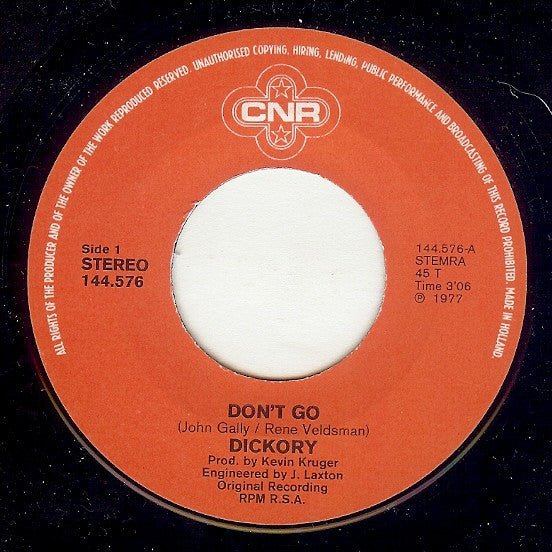 ALL RIGHTS OF THE PRODUCER AND OF THE OWNER OF THE WORK REPRODUCED RESERVED. UNAUTHORISED COPYING, HIRING, LENDING, PUBLIC PERFORMANCE AND BROADCASTING OF THIS RECORD PROHIBITED. MADE IN HOLLAND.
CNR
Side 1
STEREO
144.576
144.576-A
STEMRA
45 T
Time 3'06
℗ 1977
DON'T GO
(John Gally / Rene Veldsman)
DICKORY
Prod. by Kevin Kruger
Engineered by J. Laxton
Original Recording
RPM R.S.A.